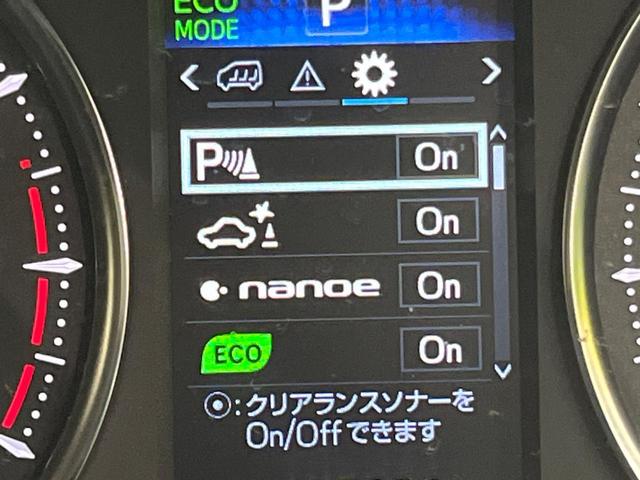 ECO
MODE
P
P On
On
nanoe On
ECO On
⦿:クリアランスソナーを
On/Offできます